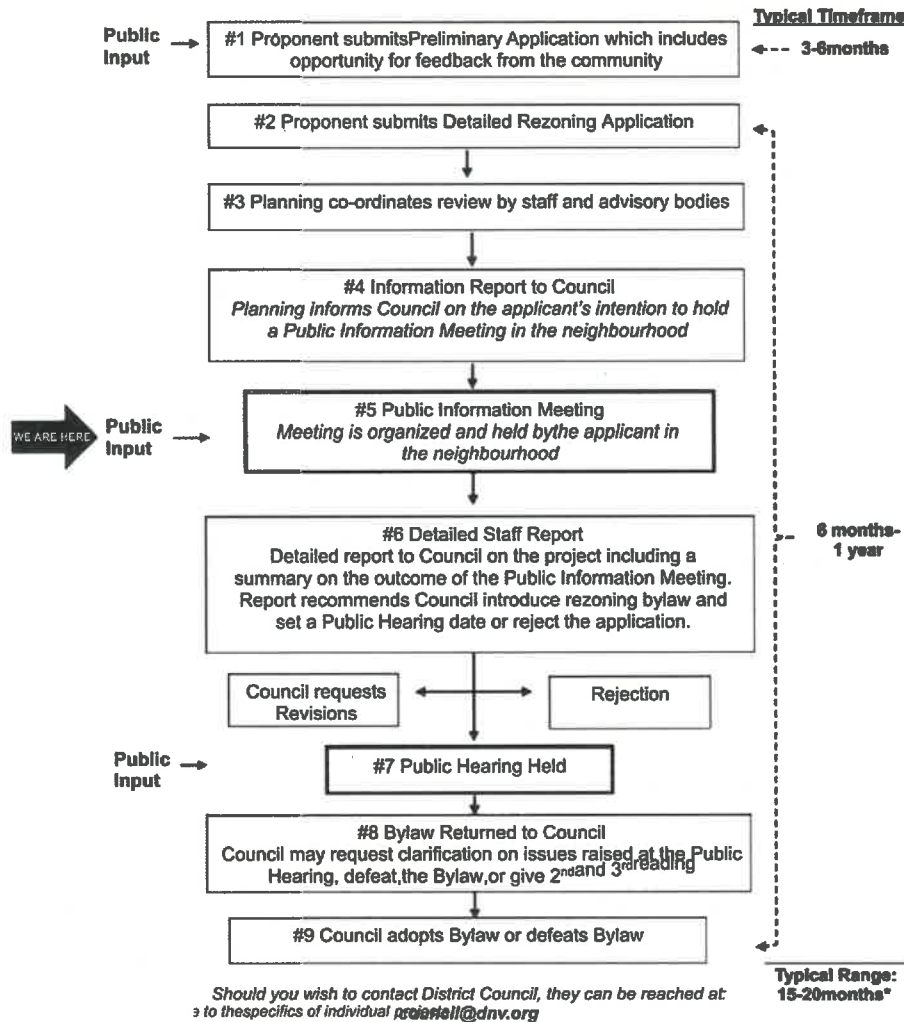 Typical Timeframe
Public
Input
#1 Proponent submitsPreliminary Application which includes
opportunity for feedback from the community
3-6months
#2 Proponent submits Detailed Rezoning Application
#3 Planning co-ordinates review by staff and advisory bodies
#4 Information Report to Council
Planning informs Council on the applicant's intention to hold
a Public Information Meeting in the neighbourhood
WE ARE HERE
Public
Input
#5 Public Information Meeting
Meeting is organized and held bythe applicant in
the neighbourhood
#6 Detailed Staff Report
Detailed report to Council on the project including a
summary on the outcome of the Public Information Meeting.
Report recommends Council introduce rezoning bylaw and
set a Public Hearing date or reject the application.
6 months-
1 year
Council requests
Revisions
Rejection
Public
Input
#7 Public Hearing Held
#8 Bylaw Returned to Council
Council may request clarification on issues raised at the Public
Hearing, defeat,the Bylaw,or give 2nd and 3rd reading
#9 Council adopts Bylaw or defeats Bylaw
Typical Range:
15-20months*
Should you wish to contact District Council, they can be reached at:
to thespecifics of individual
council@dnv.org